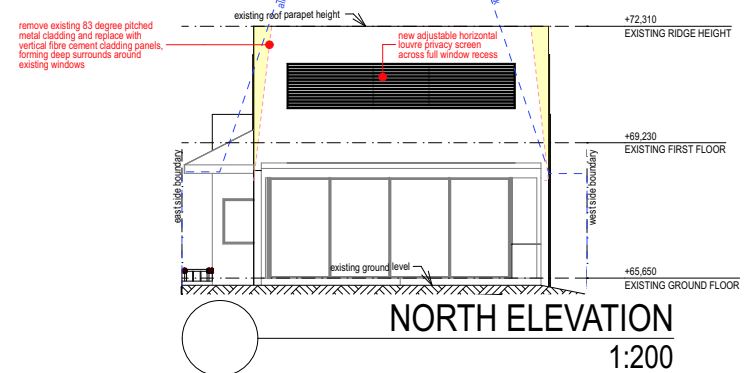 existing roof parapet height
+72,310
EXISTING RIDGE HEIGHT
remove existing 83 degree pitched
metal cladding and replace with
vertical fibre cement cladding panels,
forming deep surrounds around
existing windows
new adjustable horizontal
louvre privacy screen
across full window recess
+69,230
EXISTING FIRST FLOOR
east side boundary
west side boundary
existing ground level
+65,650
EXISTING GROUND FLOOR
NORTH ELEVATION
1:200